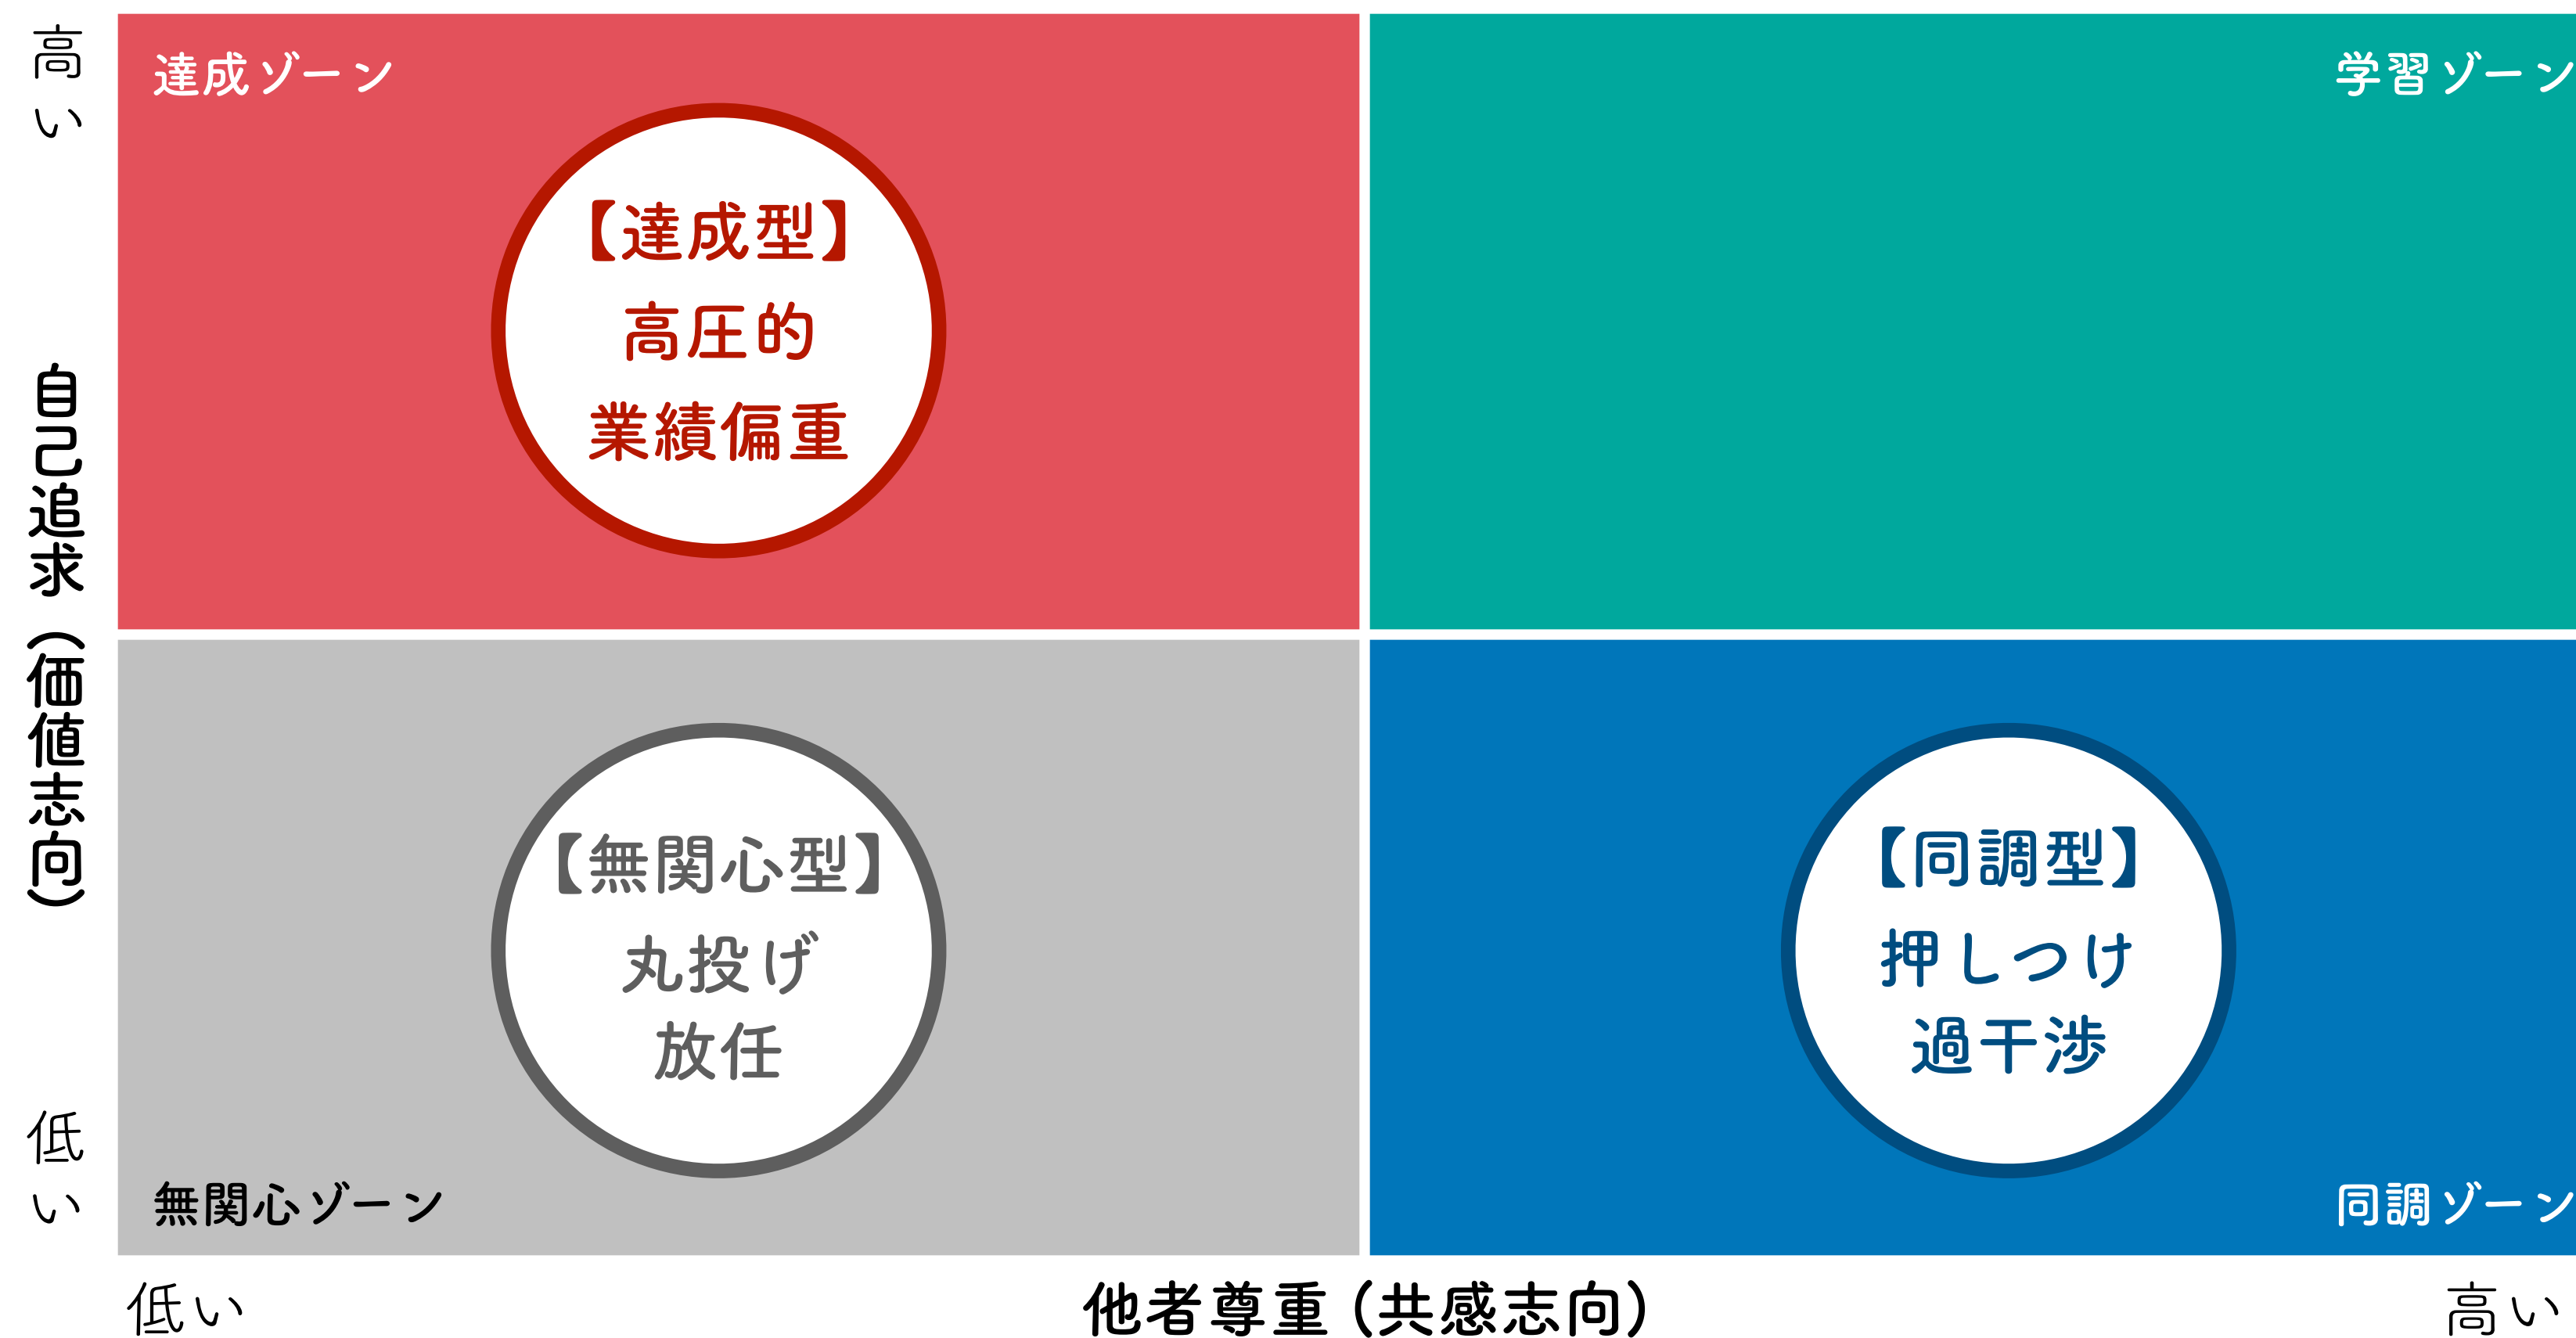 高い
達成ゾーン
学習ゾーン
【達成型】
高圧的
業績偏重
自己追求（価値志向）
【無関心型】
丸投げ
放任
【同調型】
押しつけ
過干渉
低い
無関心ゾーン
同調ゾーン
低い
他者尊重（共感志向）
高い